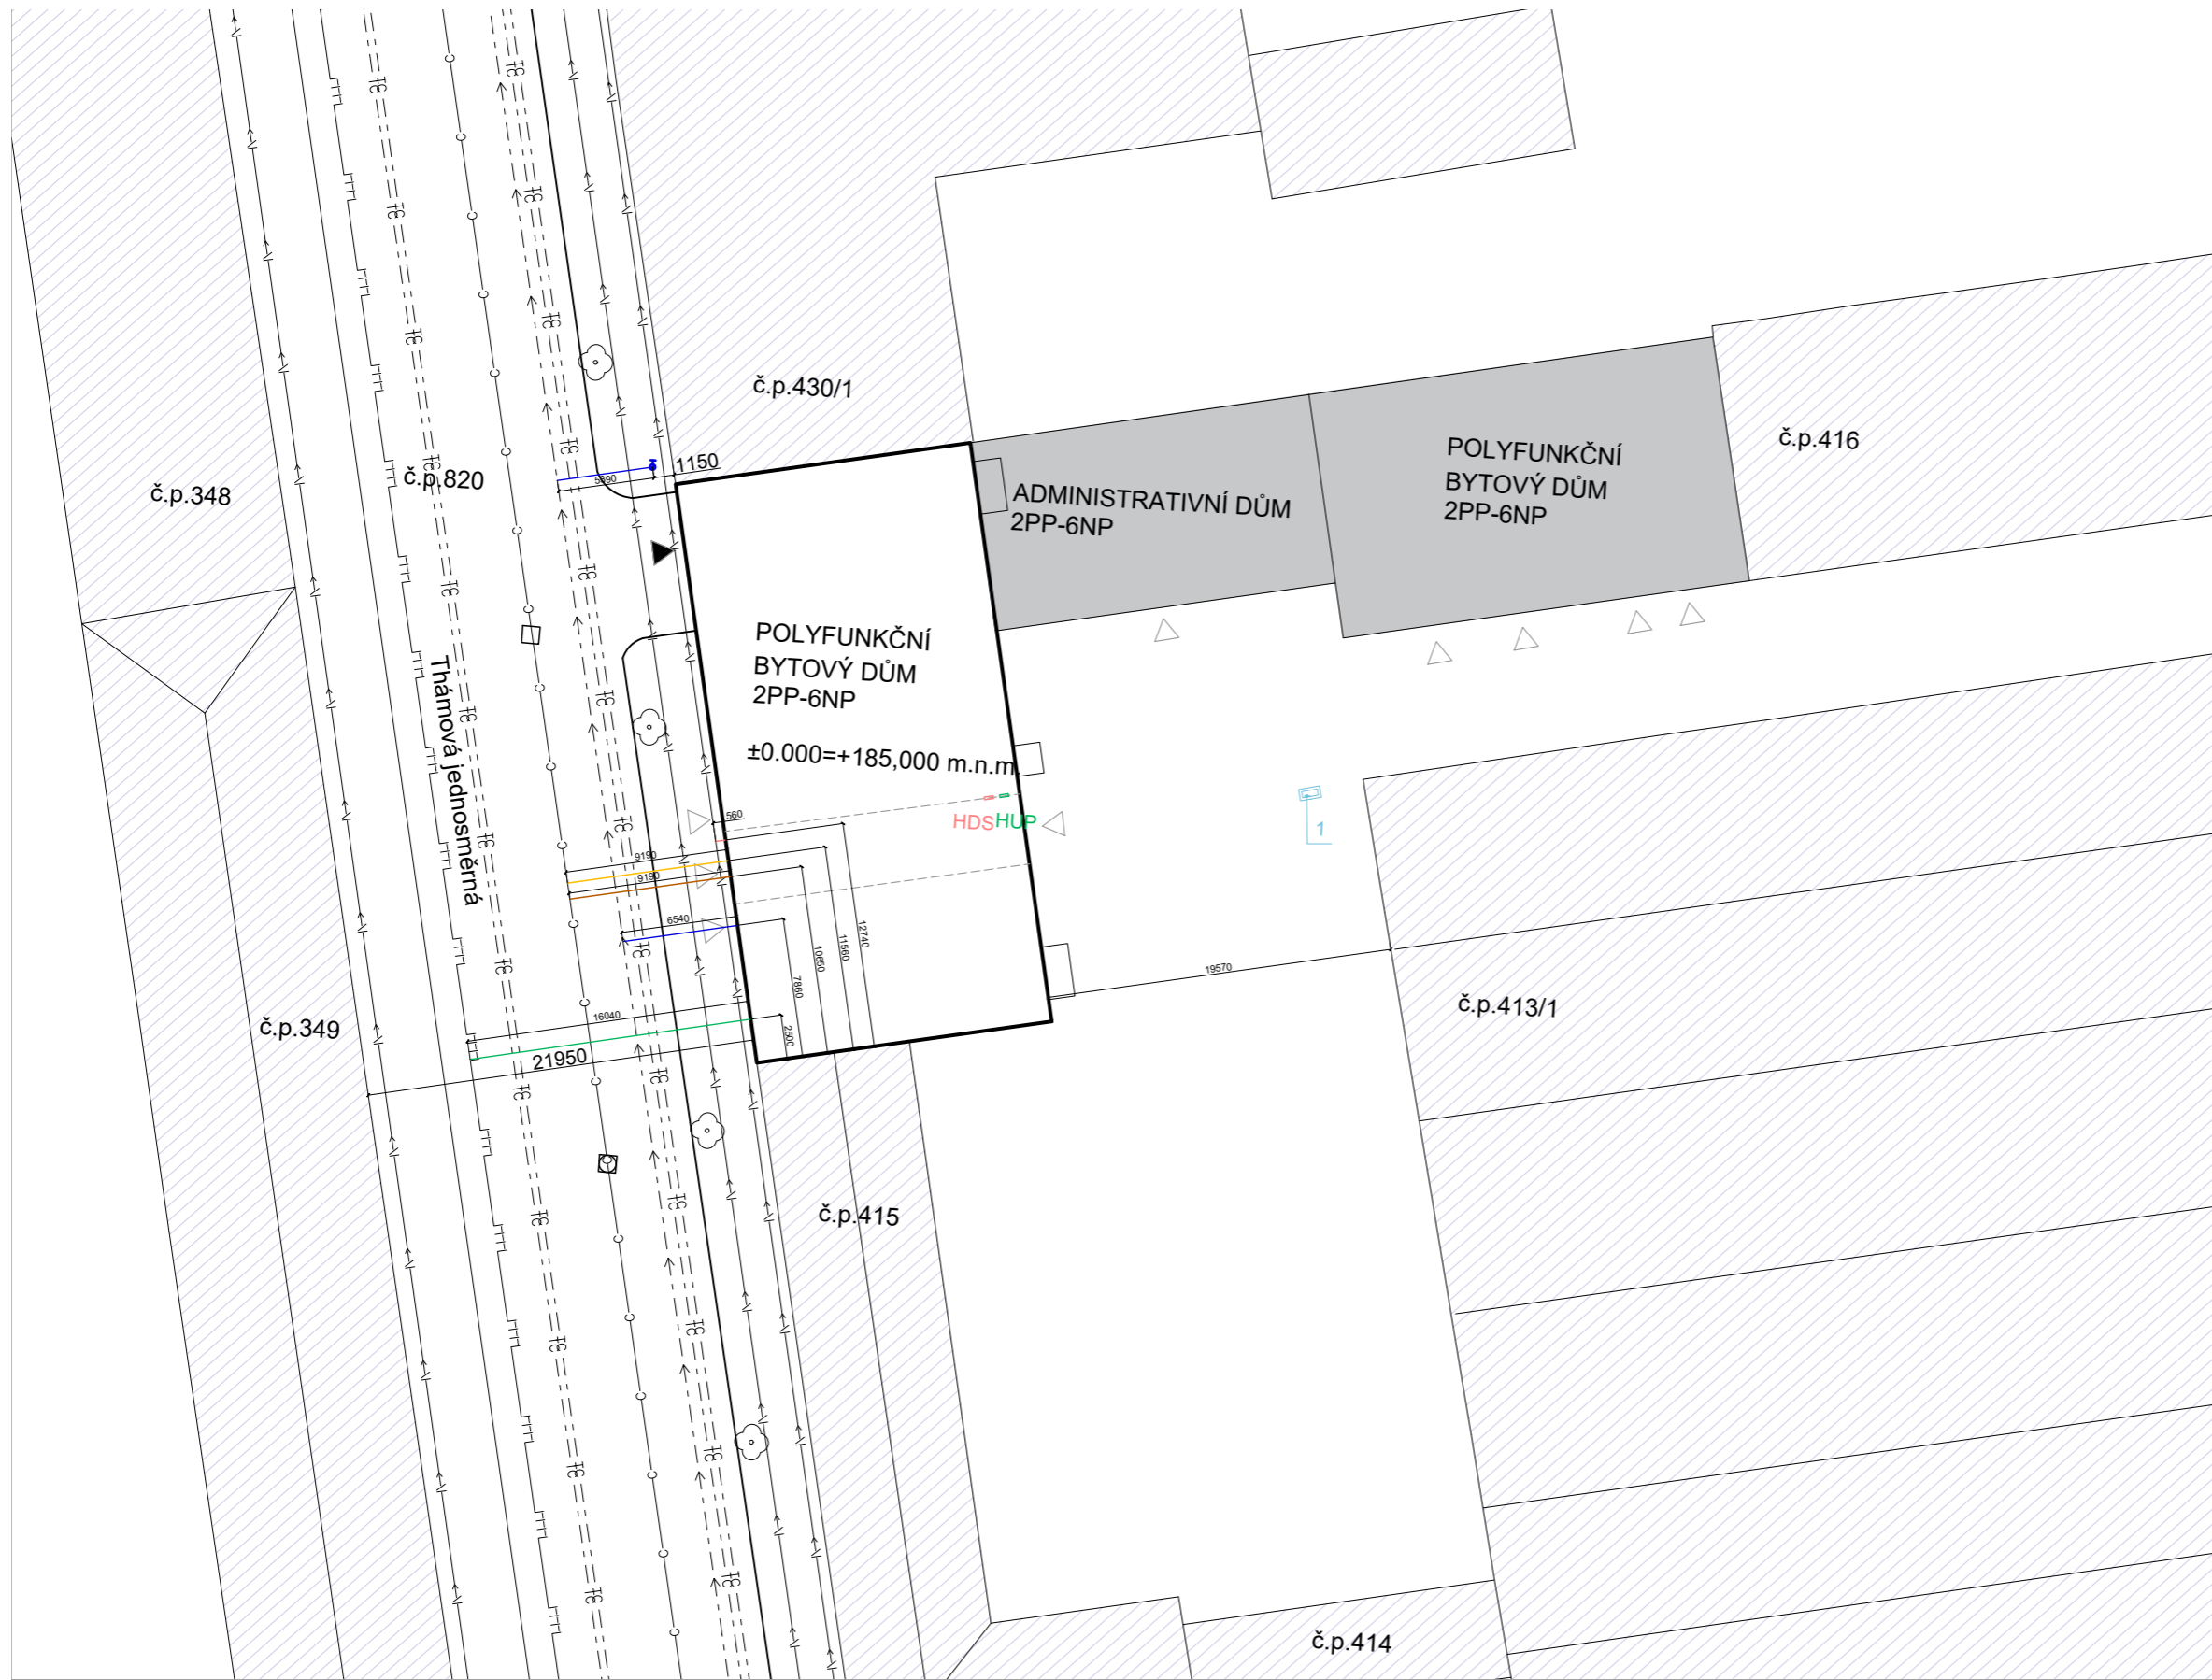 č.p.430/1
č.p.348
č.p.820
1150
5890
ADMINISTRATIVNÍ DŮM
2PP-6NP
POLYFUNKČNÍ
BYTOVÝ DŮM
2PP-6NP
č.p.416
POLYFUNKČNÍ
BYTOVÝ DŮM
2PP-6NP
±0.000=+185,000 m.n.m
Thámová jednosměrná
560
HDS
HUP
1
9190
9190
6540
12740
11560
10650
7860
2500
16040
21950
19570
č.p.349
č.p.413/1
č.p.415
č.p.414